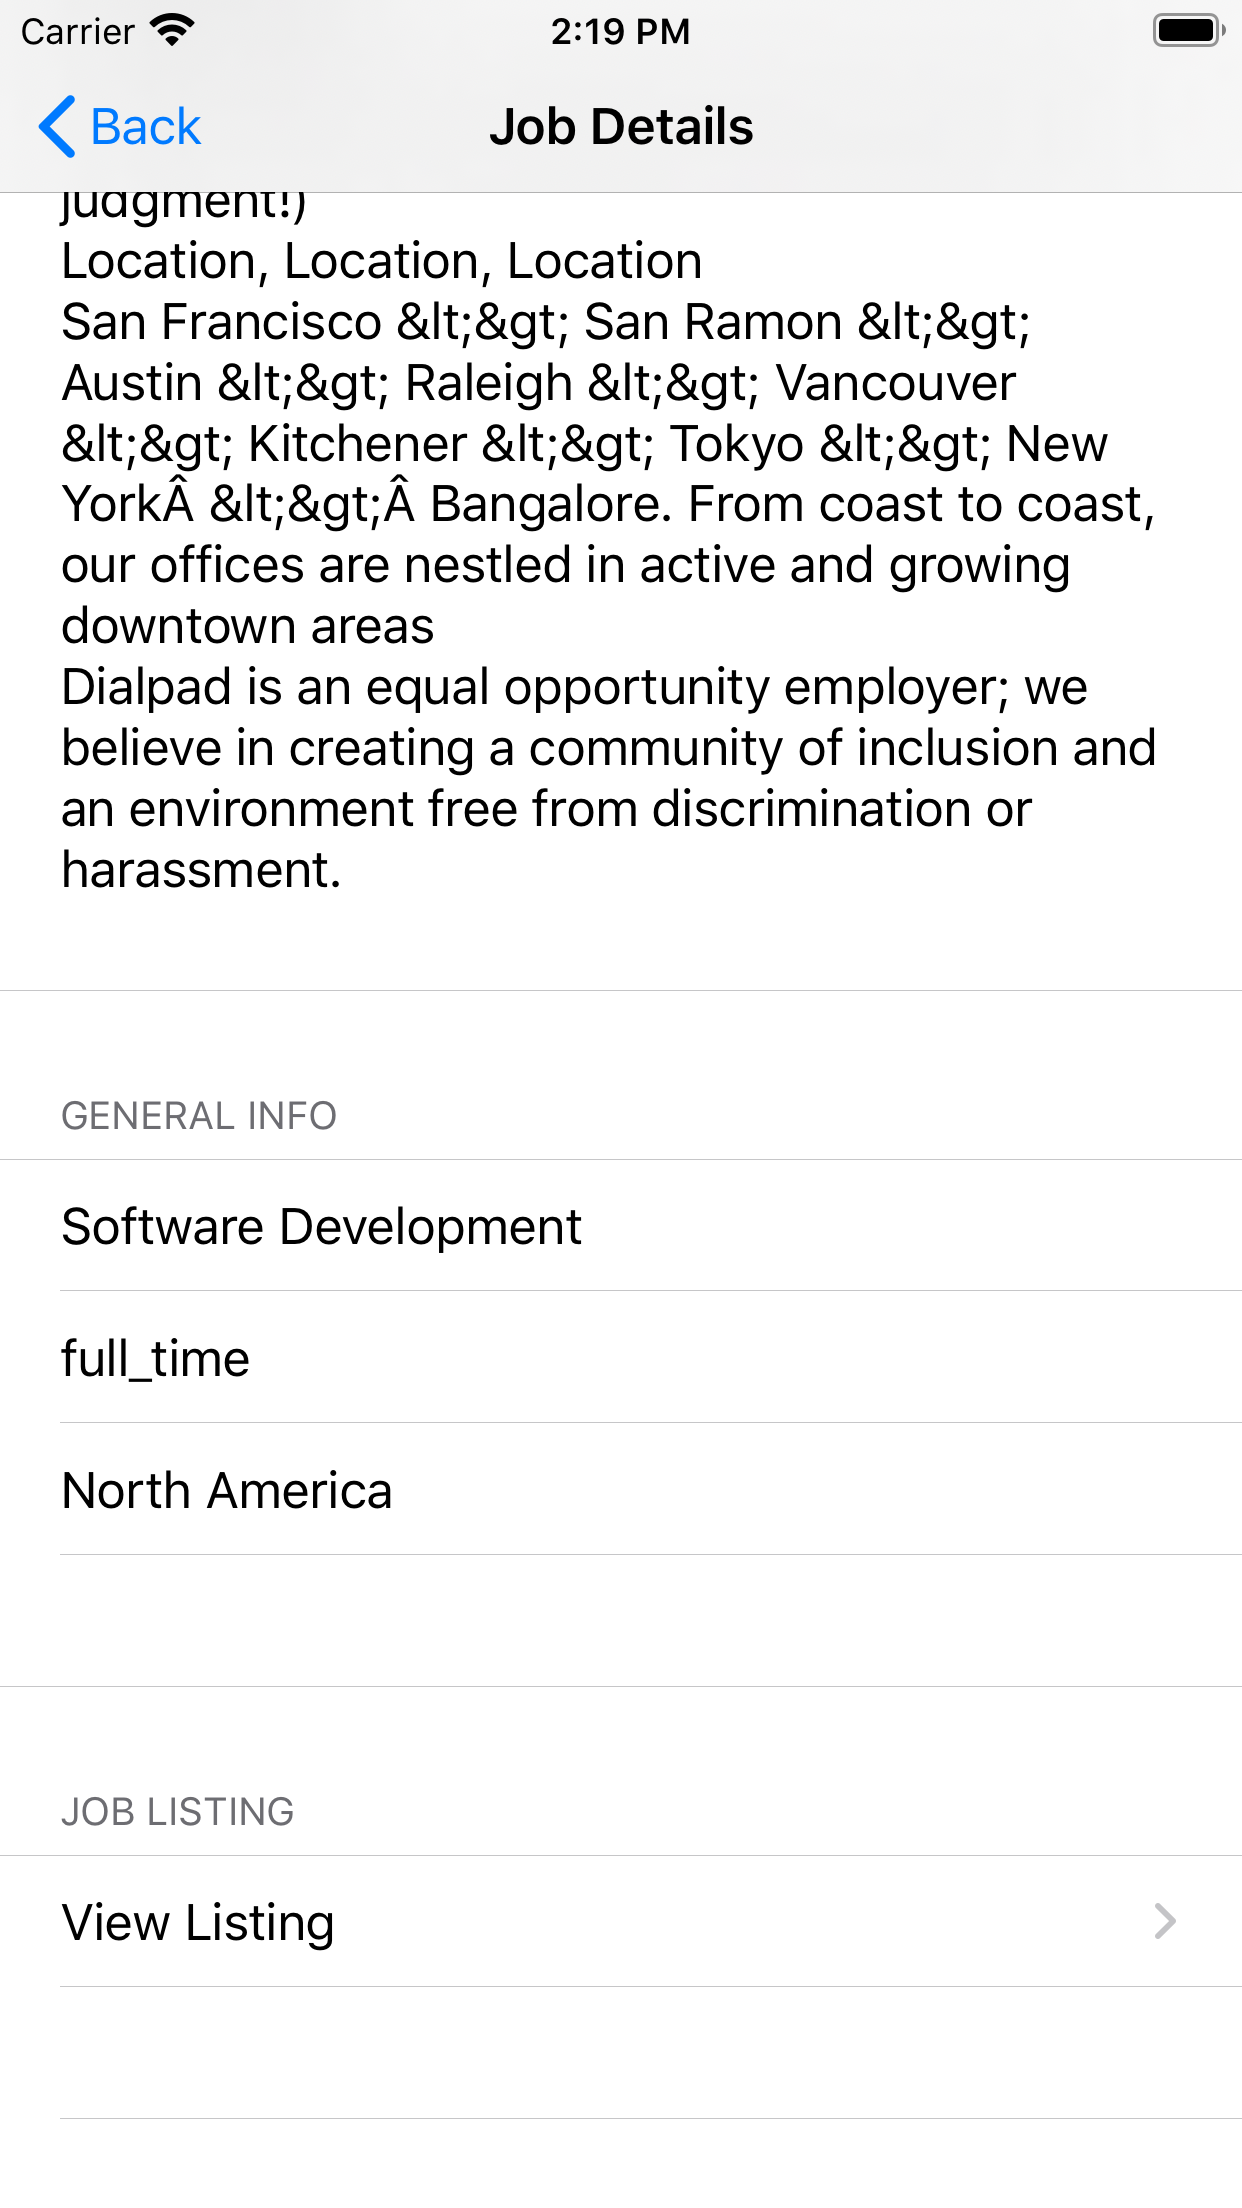 Carrier
2:19 PM
Back
Job Details
judgment!)
Location, Location, Location
San Francisco &lt;&gt; San Ramon &lt;&gt;
Austin &lt;&gt; Raleigh &lt;&gt; Vancouver
&lt;&gt; Kitchener &lt;&gt; Tokyo &lt;&gt; New
YorkÂ &lt;&gt;Â Bangalore. From coast to coast,
our offices are nestled in active and growing
downtown areas
Dialpad is an equal opportunity employer; we
believe in creating a community of inclusion and
an environment free from discrimination or
harassment.
GENERAL INFO
Software Development
full_time
North America
JOB LISTING
View Listing